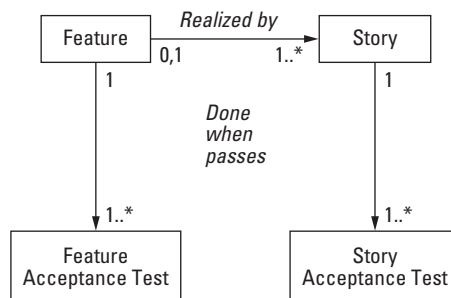 Realized by
Feature
Story
0,1
1..*
1
1
Done
when
passes
1..*
1..*
Feature
Acceptance Test
Story
Acceptance Test